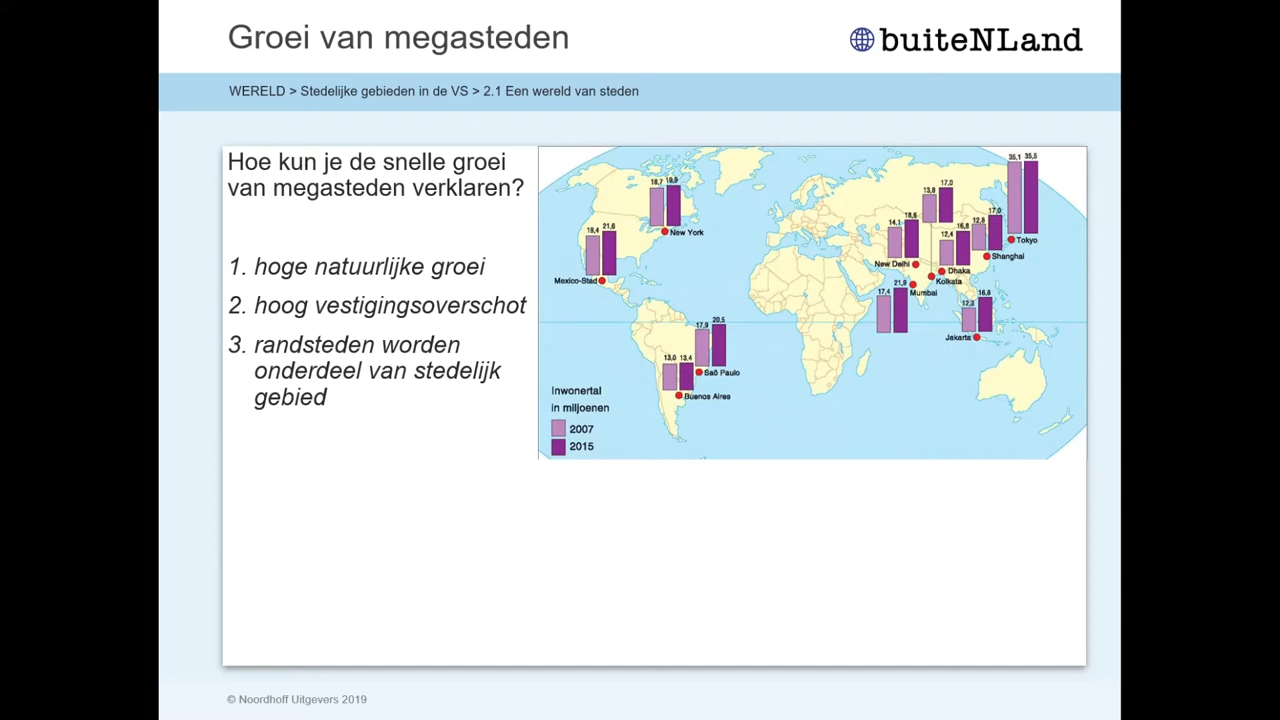 Groei van megasteden
buiteNLand
WERELD > Stedelijke gebieden in de VS > 2.1 Een wereld van steden
Hoe kun je de snelle groei
van megasteden verklaren?
1. hoge natuurlijke groei
2. hoog vestigingsoverschot
3. randsteden worden
onderdeel van stedelijk
gebied
35,1 35,5
Tokyo
18,7 19,9
New York
13,8 17,0
14,1 18,6
New Delhi
12,8 17,0
Shanghai
12,4 16,8
Dhaka
Kolkata
19,4 21,6
Mexico-Stad
17,4 21,9
Mumbai
12,3 16,8
Jakarta
17,9 20,5
Saõ Paulo
13,0 13,4
Buenos Aires
Inwonertal
in miljoenen
2007
2015
© Noordhoff Uitgevers 2019